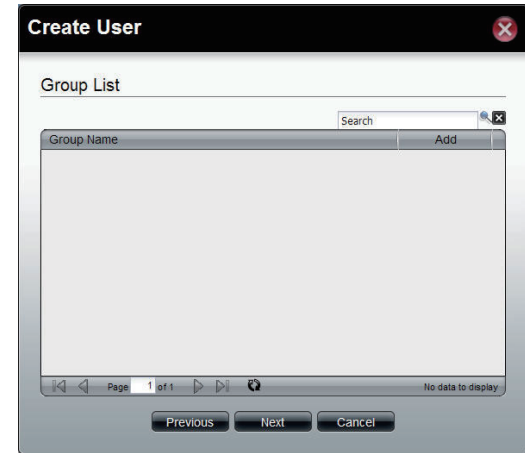 Create User
Group List
Search
Group Name Add
Page 1 of 1 No data to display
Previous Next Cancel